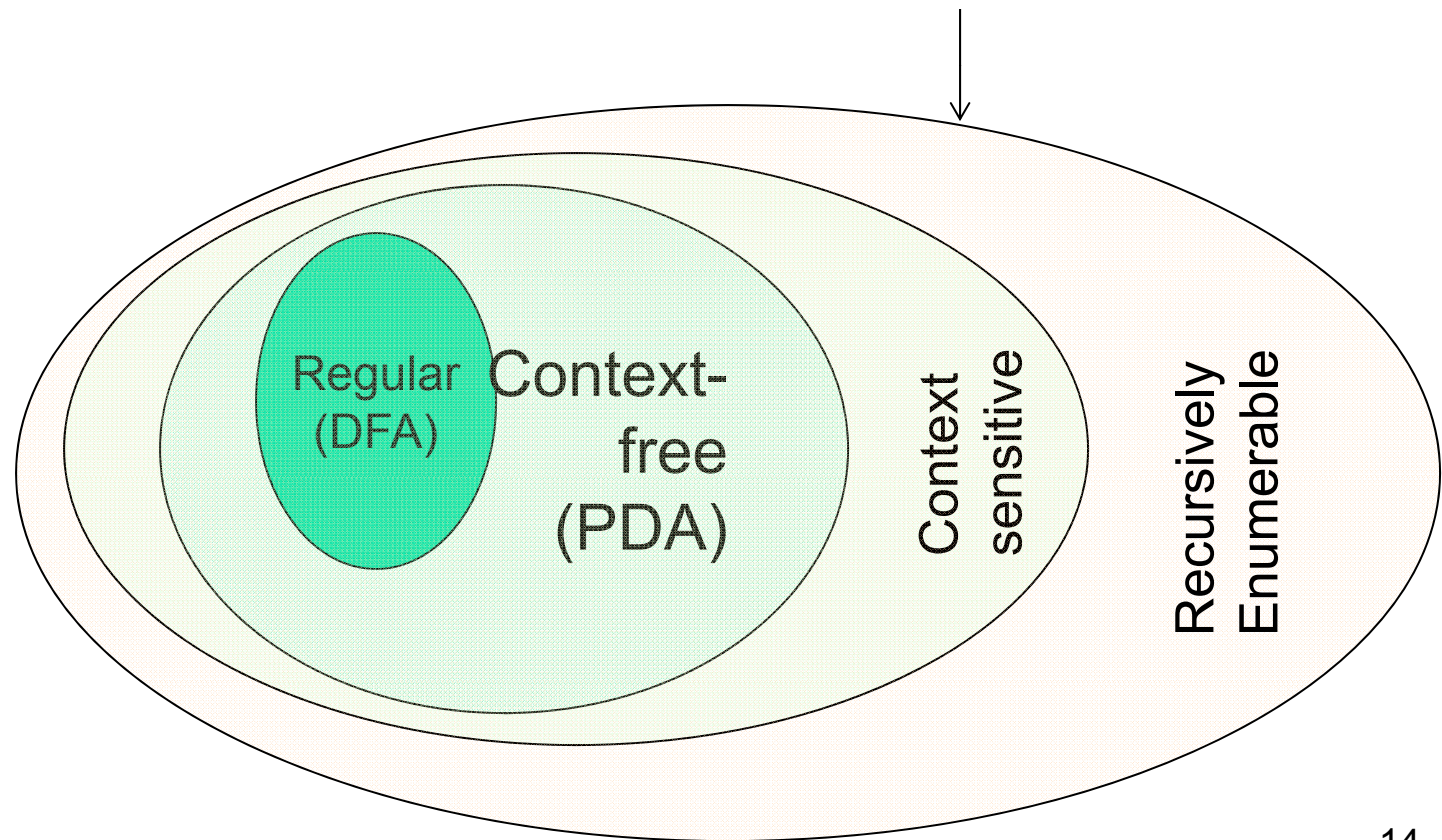 Regular
(DFA)
Context-
free
(PDA)
Context
sensitive
Recursively
Enumerable
14